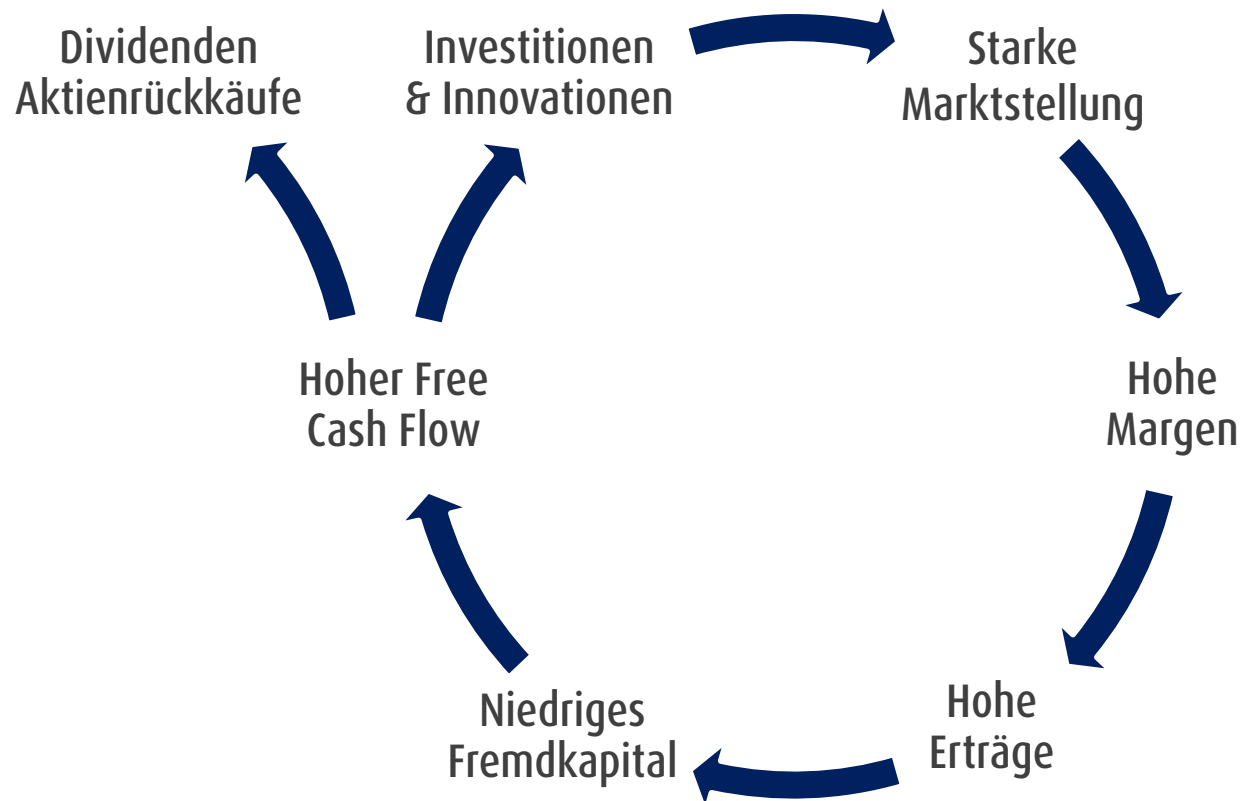 Dividenden
Aktienrückkäufe
Investitionen
& Innovationen
Starke
Marktstellung
Hohe
Margen
Hohe
Erträge
Niedriges
Fremdkapital
Hoher Free
Cash Flow